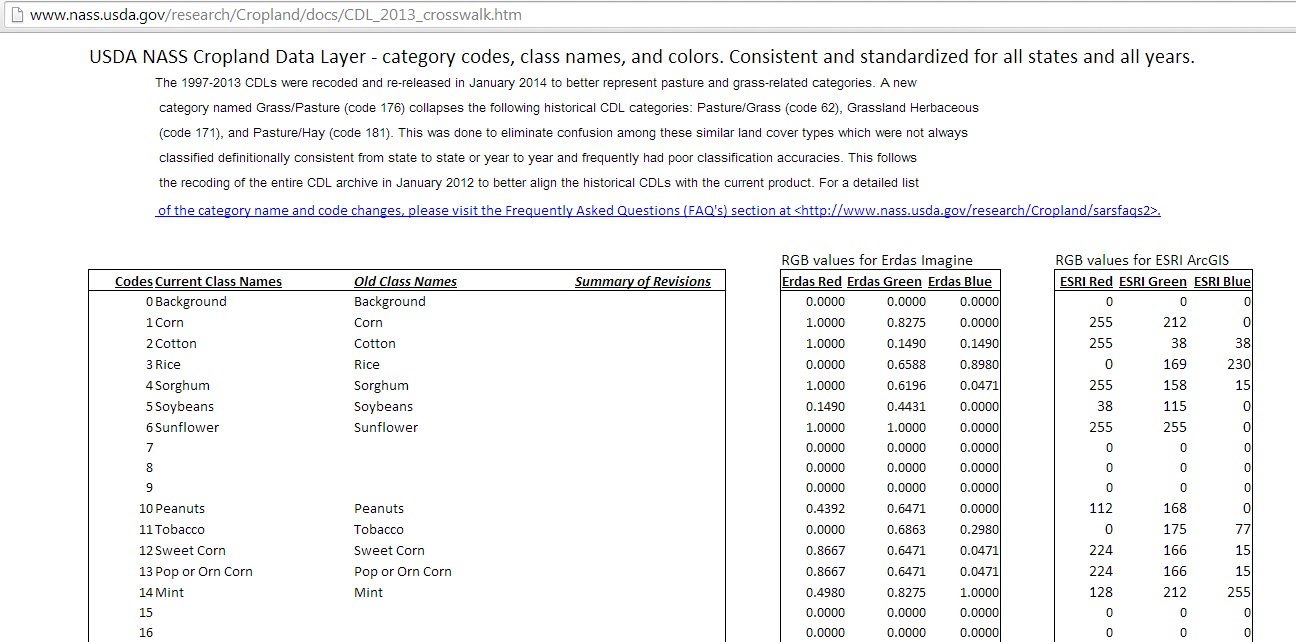 www.nass.usda.gov/research/Cropland/docs/CDL_2013_crosswalk.htm
USDA NASS Cropland Data Layer - category codes, class names, and colors. Consistent and standardized for all states and all years.
The 1997-2013 CDLs were recoded and re-released in January 2014 to better represent pasture and grass-related categories. A new
category named Grass/Pasture (code 176) collapses the following historical CDL categories: Pasture/Grass (code 62), Grassland Herbaceous
(code 171), and Pasture/Hay (code 181). This was done to eliminate confusion among these similar land cover types which were not always
classified definitionally consistent from state to state or year to year and frequently had poor classification accuracies. This follows
the recoding of the entire CDL archive in January 2012 to better align the historical CDLs with the current product. For a detailed list
of the category name and code changes, please visit the Frequently Asked Questions (FAQ's) section at <http://www.nass.usda.gov/research/Cropland/sarsfaqs2>.
RGB values for Erdas Imagine RGB values for ESRI ArcGIS
Codes Current Class Names Old Class Names Summary of Revisions Erdas Red Erdas Green Erdas Blue ESRI Red ESRI Green ESRI Blue
0 Background Background 0.0000 0.0000 0.0000 0 0 0
1 Corn Corn 1.0000 0.8275 0.0000 255 212 0
2 Cotton Cotton 1.0000 0.1490 0.1490 255 38 38
3 Rice Rice 0.0000 0.6588 0.8980 0 169 230
4 Sorghum Sorghum 1.0000 0.6196 0.0471 255 158 15
5 Soybeans Soybeans 0.1490 0.4431 0.0000 38 115 0
6 Sunflower Sunflower 1.0000 1.0000 0.0000 255 255 0
7 0.0000 0.0000 0.0000 0 0 0
8 0.0000 0.0000 0.0000 0 0 0
9 0.0000 0.0000 0.0000 0 0 0
10 Peanuts Peanuts 0.4392 0.6471 0.0000 112 168 0
11 Tobacco Tobacco 0.0000 0.6863 0.2980 0 175 77
12 Sweet Corn Sweet Corn 0.8667 0.6471 0.0471 224 166 15
13 Pop or Orn Corn Pop or Orn Corn 0.8667 0.6471 0.0471 224 166 15
14 Mint Mint 0.4980 0.8275 1.0000 128 212 255
15 0.0000 0.0000 0.0000 0 0 0
16 0.0000 0.0000 0.0000 0 0 0